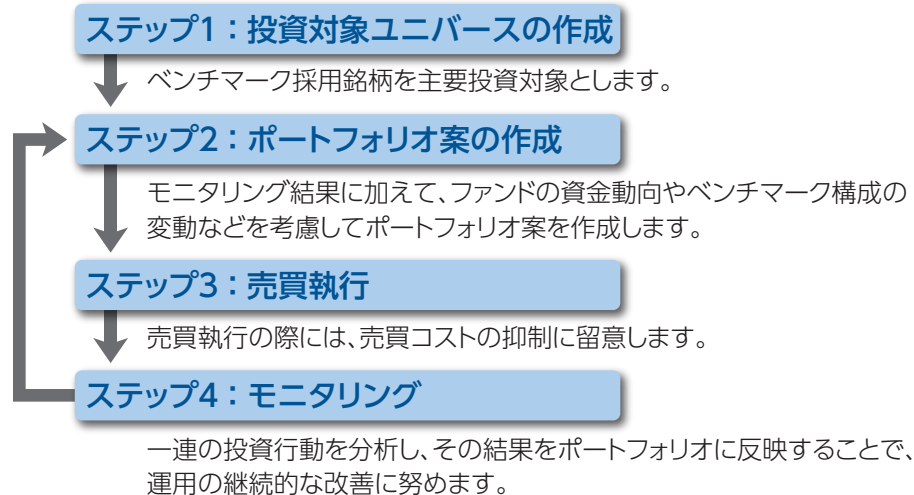 ステップ1：投資対象ユニバースの作成
ベンチマーク採用銘柄を主要投資対象とします。
ステップ2：ポートフォリオ案の作成
モニタリング結果に加えて、ファンドの資金動向やベンチマーク構成の
変動などを考慮してポートフォリオ案を作成します。
ステップ3：売買執行
売買執行の際には、売買コストの抑制に留意します。
ステップ4：モニタリング
一連の投資行動を分析し、その結果をポートフォリオに反映することで、
運用の継続的な改善に努めます。